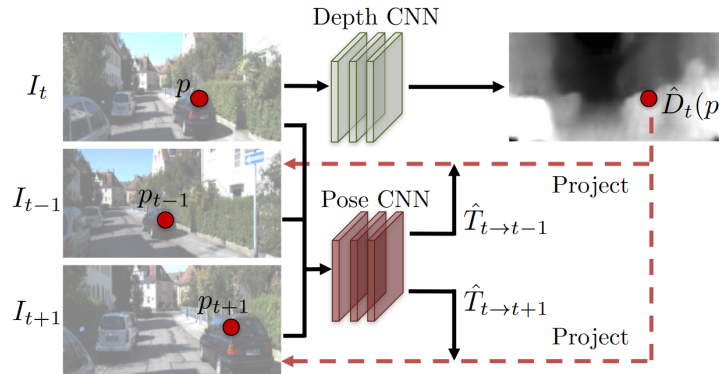 Depth CNN
I_t
p
D̂_t(p
I_{t−1}
p_{t−1}
Project
Pose CNN
T̂_{t→t−1}
I_{t+1}
p_{t+1}
T̂_{t→t+1}
Project